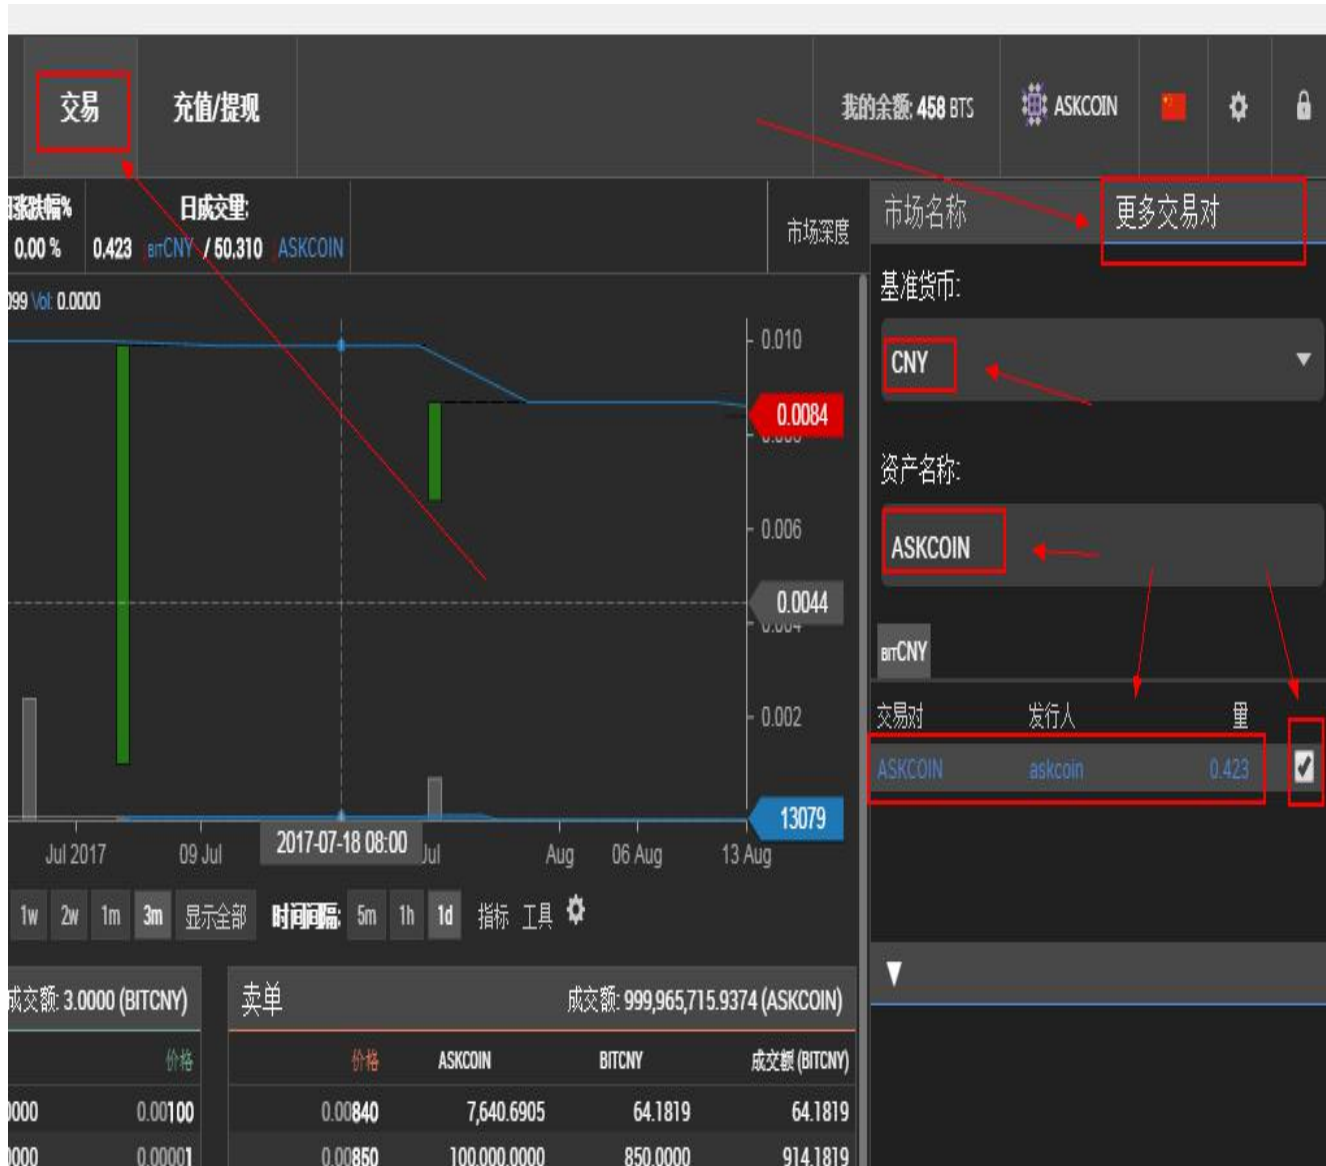 交易 充值/提现 我的余额: 458 BTS ASKCOIN
日涨跌幅% 日成交量: 市场深度 市场名称 更多交易对
0.00 % 0.423 BITCNY / 50.310 ASKCOIN
基准货币:
099 Vol: 0.0000
0.010
CNY
0.0084
资产名称:
0.006
ASKCOIN
0.0044
0.004
BITCNY
0.002
交易对 发行人 量
ASKCOIN askcoin 0.423
13079
2017-07-18 08:00
Jul 2017 09 Jul Jul Aug 06 Aug 13 Aug
1w 2w 1m 3m 显示全部 时间间隔: 5m 1h 1d 指标 工具
成交额: 3.0000 (BITCNY) 卖单 成交额: 999,965,715.9374 (ASKCOIN)
价格 价格 ASKCOIN BITCNY 成交额 (BITCNY)
0000 0.00100 0.00840 7,640.6905 64.1819 64.1819
0000 0.00001 0.00850 100,000.0000 850.0000 914.1819